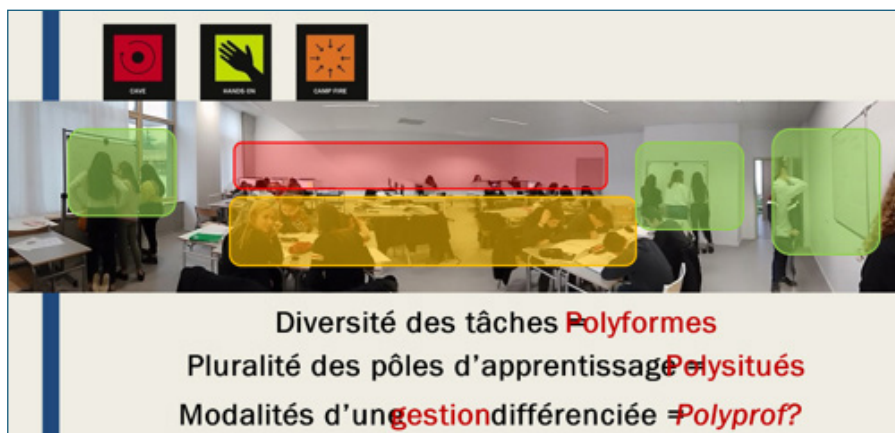 CAVE HANDS-ON CAMP FIRE
Diversité des tâches = Polyformes
Pluralité des pôles d'apprentissage = Polysitués
Modalités d'une gestion différenciée = Polyprof?